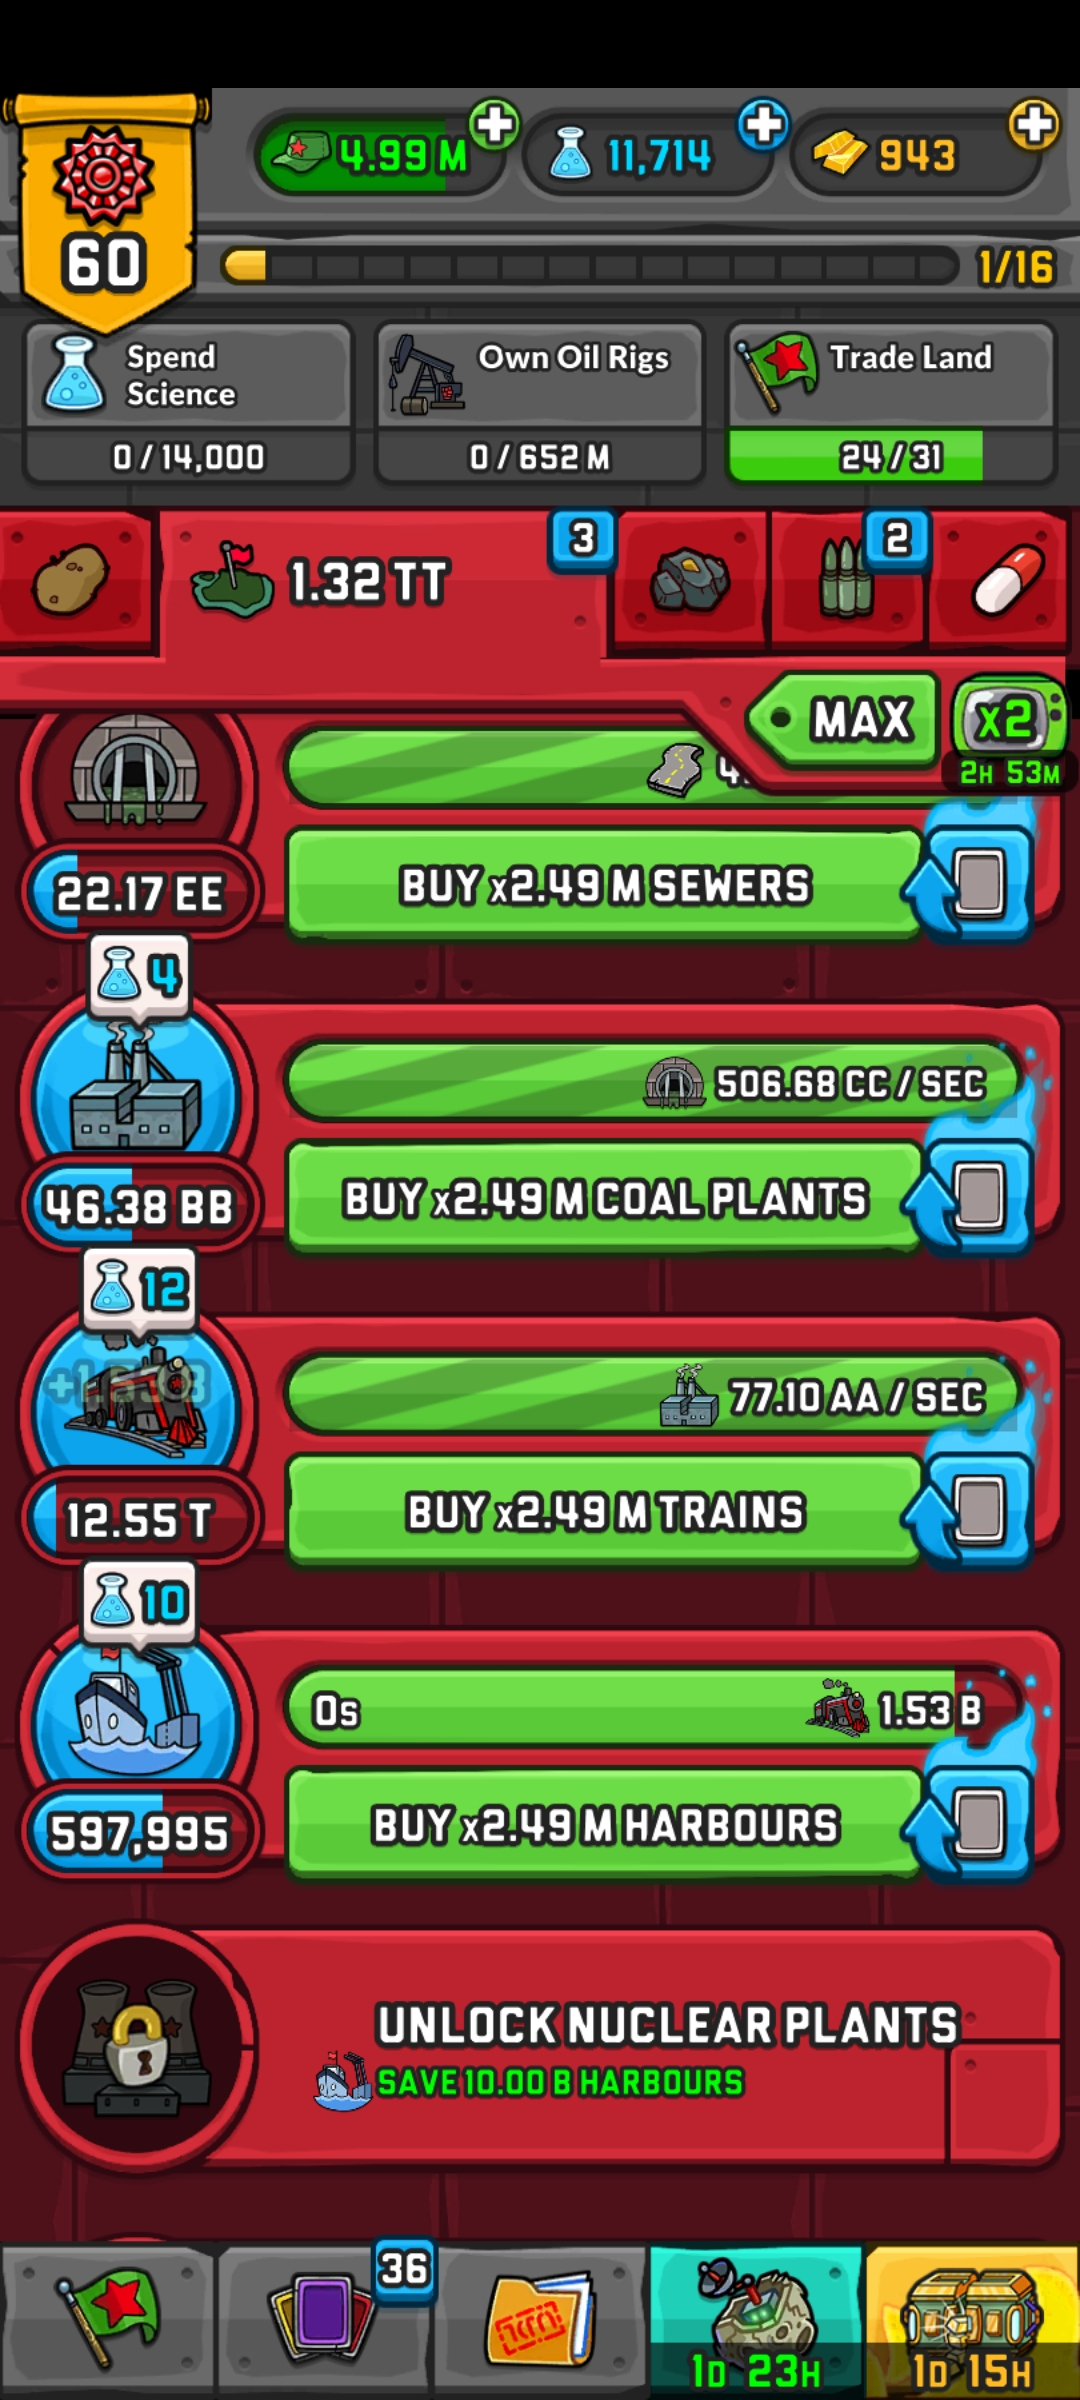 4.99 M
11,714
943
60
1/16
Spend
Science
Own Oil Rigs
Trade Land
0 / 14,000
0 / 652 M
24 / 31
1.32 TT
3
2
MAX
x2
2H 53M
22.17 EE
BUY x2.49 M SEWERS
4
506.68 CC / SEC
46.38 BB
BUY x2.49 M COAL PLANTS
12
77.10 AA / SEC
12.55 T
BUY x2.49 M TRAINS
10
0s
1.53 B
597,995
BUY x2.49 M HARBOURS
UNLOCK NUCLEAR PLANTS
SAVE 10.00 B HARBOURS
36
1D 23H
1D 15H